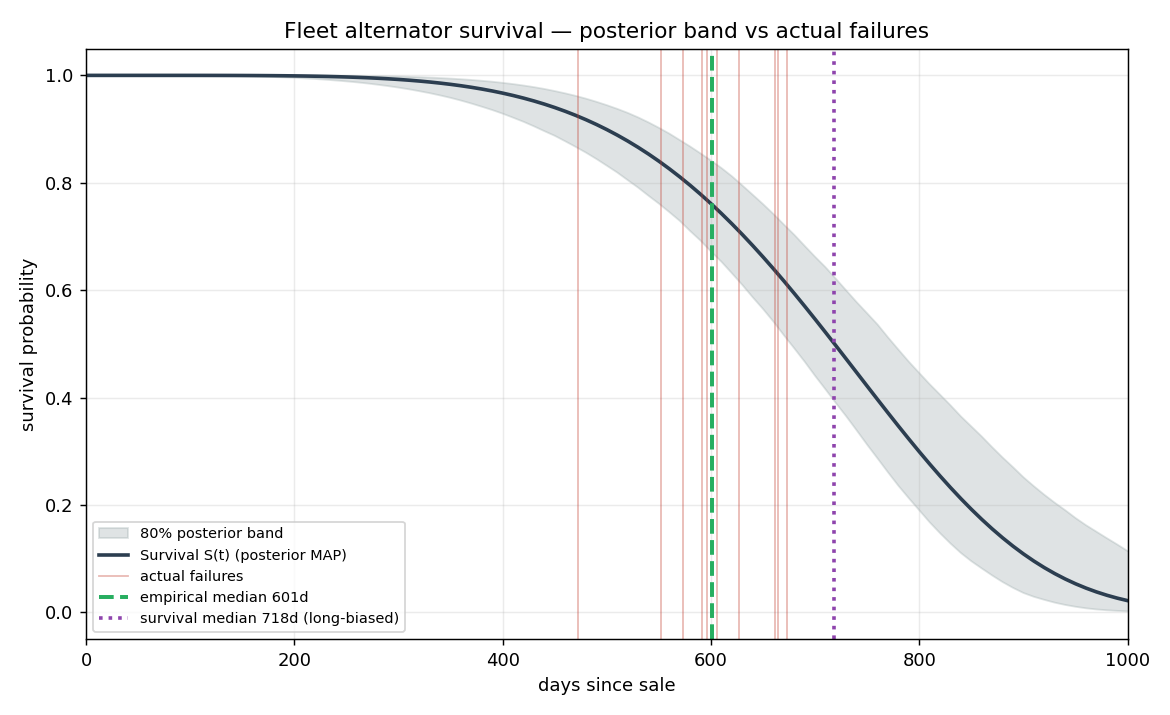 Fleet alternator survival — posterior band vs actual failures
survival probability
1.0
0.8
0.6
0.4
0.2
0.0
80% posterior band
Survival S(t) (posterior MAP)
actual failures
empirical median 601d
survival median 718d (long-biased)
0 200 400 600 800 1000
days since sale